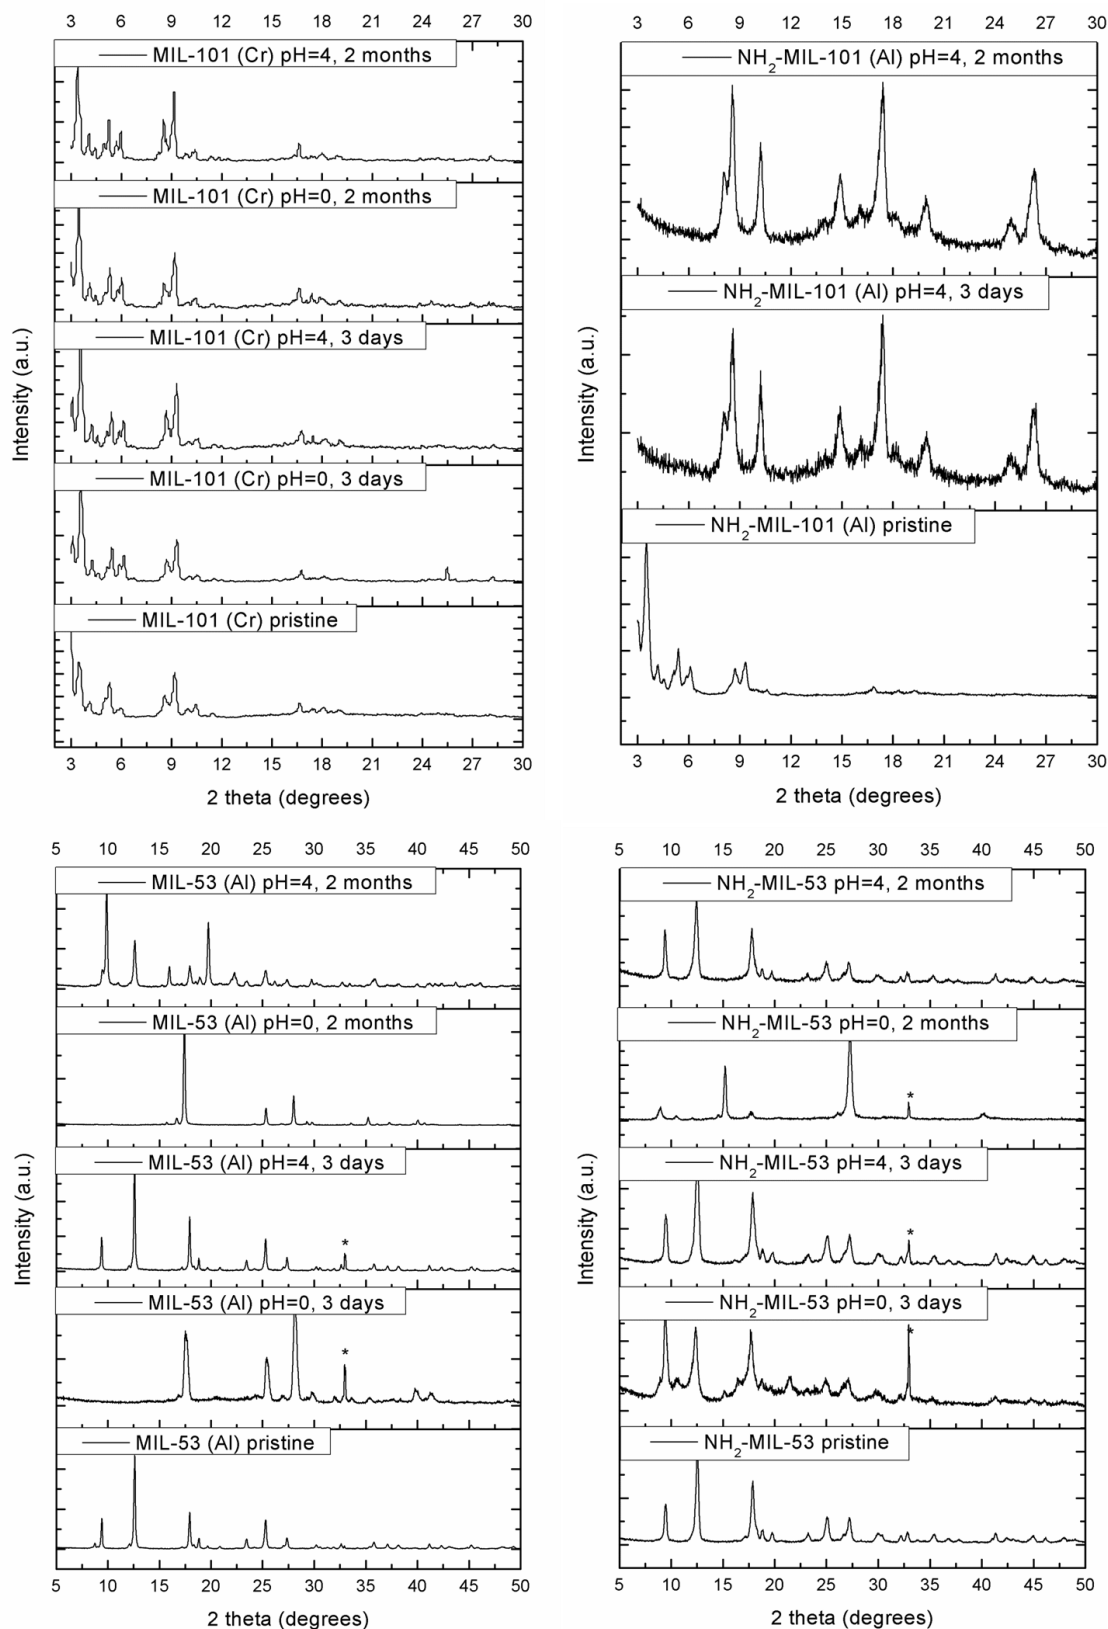 3 6 9 12 15 18 21 24 27 30
MIL-101 (Cr) pH=4, 2 months
MIL-101 (Cr) pH=0, 2 months
MIL-101 (Cr) pH=4, 3 days
MIL-101 (Cr) pH=0, 3 days
MIL-101 (Cr) pristine
Intensity (a.u.)
3 6 9 12 15 18 21 24 27 30
2 theta (degrees)
3 6 9 12 15 18 21 24 27 30
NH2-MIL-101 (Al) pH=4, 2 months
NH2-MIL-101 (Al) pH=4, 3 days
NH2-MIL-101 (Al) pristine
Intensity (a.u.)
3 6 9 12 15 18 21 24 27 30
2 theta (degrees)
5 10 15 20 25 30 35 40 45 50
MIL-53 (Al) pH=4, 2 months
MIL-53 (Al) pH=0, 2 months
MIL-53 (Al) pH=4, 3 days
*
MIL-53 (Al) pH=0, 3 days
*
MIL-53 (Al) pristine
Intensity (a.u.)
5 10 15 20 25 30 35 40 45 50
2 theta (degrees)
5 10 15 20 25 30 35 40 45 50
NH2-MIL-53 pH=4, 2 months
NH2-MIL-53 pH=0, 2 months
*
NH2-MIL-53 pH=4, 3 days
*
NH2-MIL-53 pH=0, 3 days
*
NH2-MIL-53 pristine
Intensity (a.u.)
5 10 15 20 25 30 35 40 45 50
2 theta (degrees)